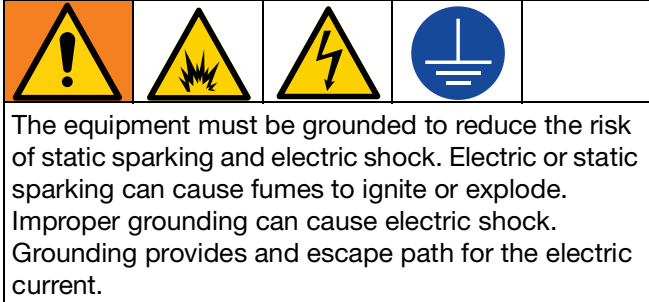 The equipment must be grounded to reduce the risk
of static sparking and electric shock. Electric or static
sparking can cause fumes to ignite or explode.
Improper grounding can cause electric shock.
Grounding provides and escape path for the electric
current.